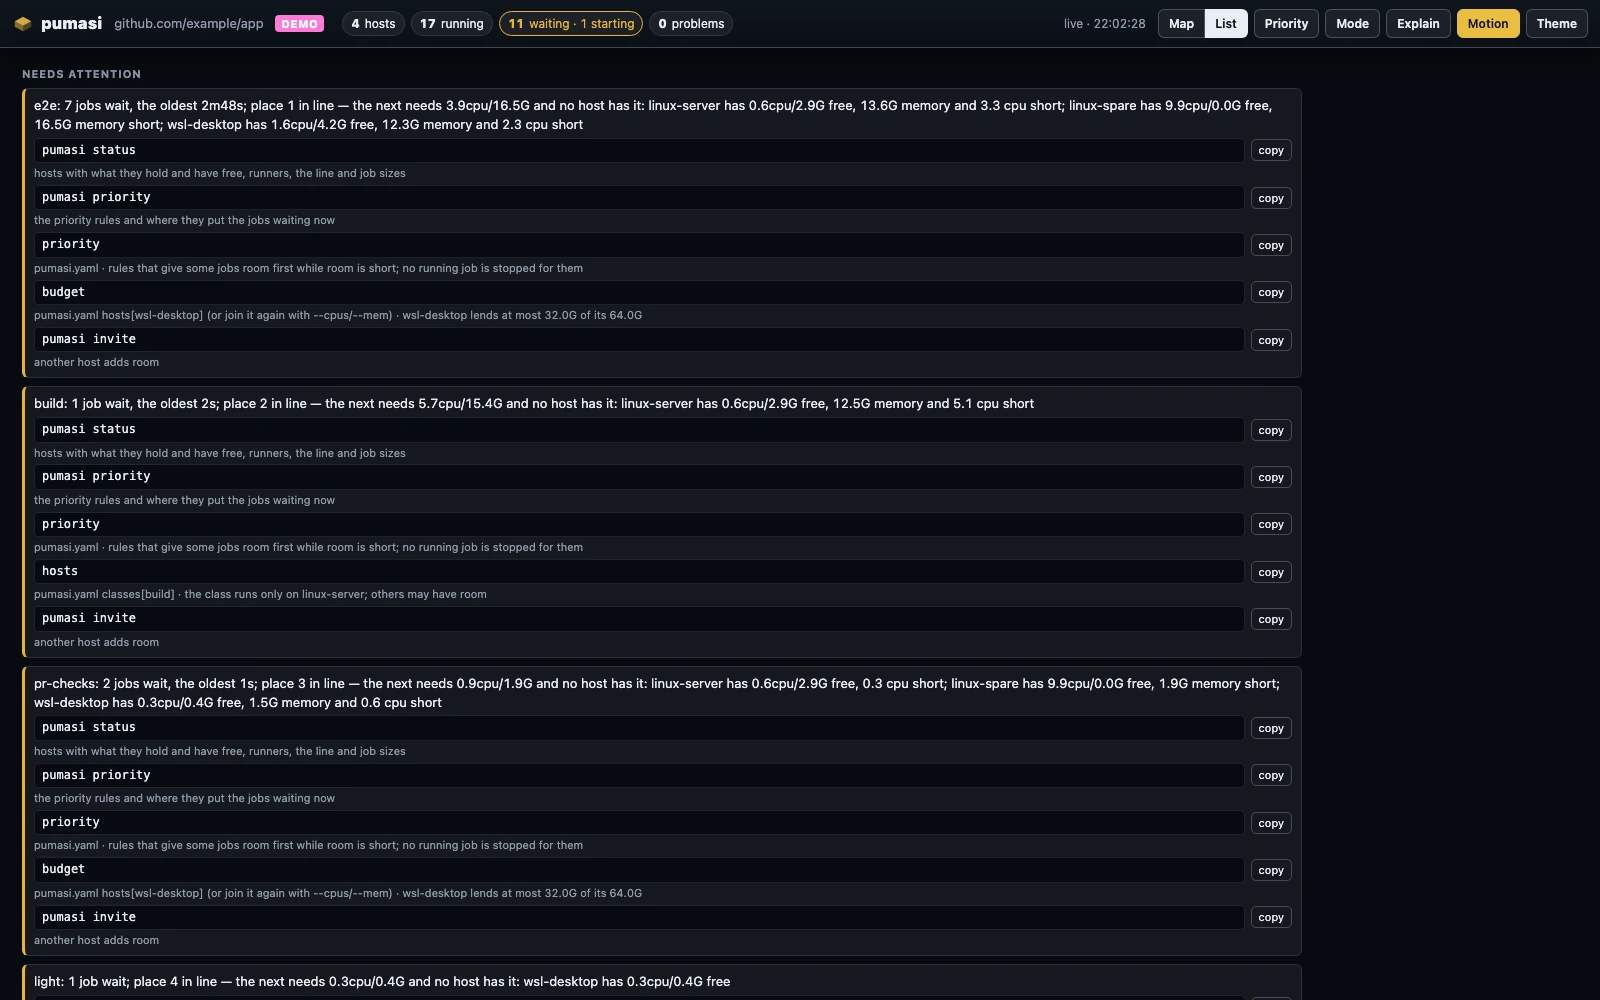 pumasi github.com/example/app DEMO 4 hosts 17 running 11 waiting · 1 starting 0 problems live · 22:02:28 Map List Priority Mode Explain Motion Theme
NEEDS ATTENTION
e2e: 7 jobs wait, the oldest 2m48s; place 1 in line — the next needs 3.9cpu/16.5G and no host has it: linux-server has 0.6cpu/2.9G free, 13.6G memory and 3.3 cpu short; linux-spare has 9.9cpu/0.0G free,
16.5G memory short; wsl-desktop has 1.6cpu/4.2G free, 12.3G memory and 2.3 cpu short
pumasi status copy
hosts with what they hold and have free, runners, the line and job sizes
pumasi priority copy
the priority rules and where they put the jobs waiting now
priority copy
pumasi.yaml · rules that give some jobs room first while room is short; no running job is stopped for them
budget copy
pumasi.yaml hosts[wsl-desktop] (or join it again with --cpus/--mem) · wsl-desktop lends at most 32.0G of its 64.0G
pumasi invite copy
another host adds room
build: 1 job wait, the oldest 2s; place 2 in line — the next needs 5.7cpu/15.4G and no host has it: linux-server has 0.6cpu/2.9G free, 12.5G memory and 5.1 cpu short
pumasi status copy
hosts with what they hold and have free, runners, the line and job sizes
pumasi priority copy
the priority rules and where they put the jobs waiting now
priority copy
pumasi.yaml · rules that give some jobs room first while room is short; no running job is stopped for them
hosts copy
pumasi.yaml classes[build] · the class runs only on linux-server; others may have room
pumasi invite copy
another host adds room
pr-checks: 2 jobs wait, the oldest 1s; place 3 in line — the next needs 0.9cpu/1.9G and no host has it: linux-server has 0.6cpu/2.9G free, 0.3 cpu short; linux-spare has 9.9cpu/0.0G free, 1.9G memory short;
wsl-desktop has 0.3cpu/0.4G free, 1.5G memory and 0.6 cpu short
pumasi status copy
hosts with what they hold and have free, runners, the line and job sizes
pumasi priority copy
the priority rules and where they put the jobs waiting now
priority copy
pumasi.yaml · rules that give some jobs room first while room is short; no running job is stopped for them
budget copy
pumasi.yaml hosts[wsl-desktop] (or join it again with --cpus/--mem) · wsl-desktop lends at most 32.0G of its 64.0G
pumasi invite copy
another host adds room
light: 1 job wait; place 4 in line — the next needs 0.3cpu/0.4G and no host has it: wsl-desktop has 0.3cpu/0.4G free